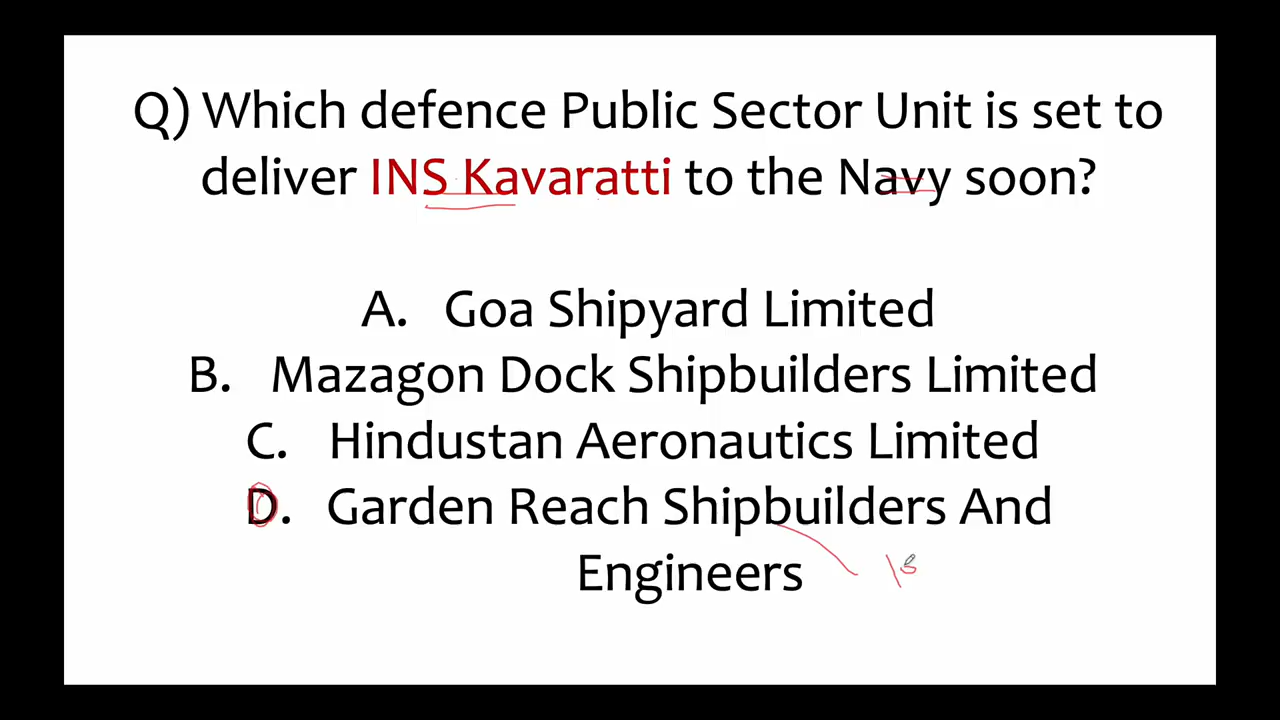 Q) Which defence Public Sector Unit is set to
deliver INS Kavaratti to the Navy soon?
A. Goa Shipyard Limited
B. Mazagon Dock Shipbuilders Limited
C. Hindustan Aeronautics Limited
D. Garden Reach Shipbuilders And
Engineers